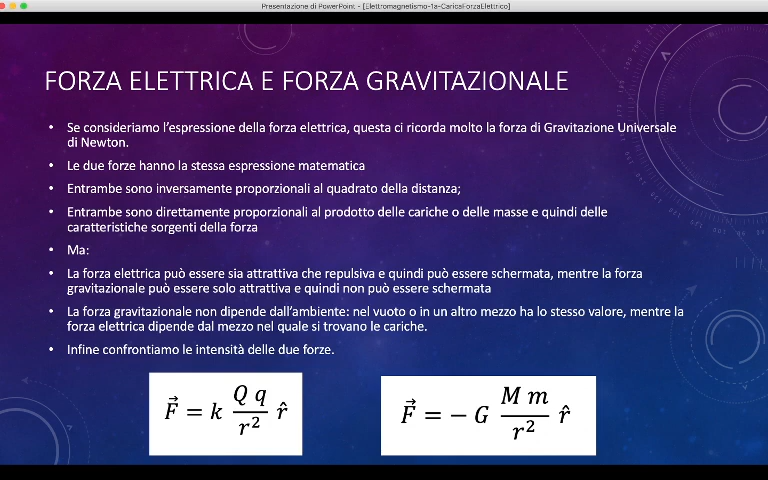 Presentazione di PowerPoint - [Elettromagnetismo-1a-CaricaForzaElettrico]
FORZA ELETTRICA E FORZA GRAVITAZIONALE
• Se consideriamo l'espressione della forza elettrica, questa ci ricorda molto la forza di Gravitazione Universale
di Newton.
• Le due forze hanno la stessa espressione matematica
• Entrambe sono inversamente proporzionali al quadrato della distanza;
• Entrambe sono direttamente proporzionali al prodotto delle cariche o delle masse e quindi delle
caratteristiche sorgenti della forza
• Ma:
• La forza elettrica può essere sia attrattiva che repulsiva e quindi può essere schermata, mentre la forza
gravitazionale può essere solo attrattiva e quindi non può essere schermata
• La forza gravitazionale non dipende dall'ambiente: nel vuoto o in un altro mezzo ha lo stesso valore, mentre la
forza elettrica dipende dal mezzo nel quale si trovano le cariche.
• Infine confrontiamo le intensità delle due forze.
F⃗ = k (Q q)/r² r̂
F⃗ = − G (M m)/r² r̂